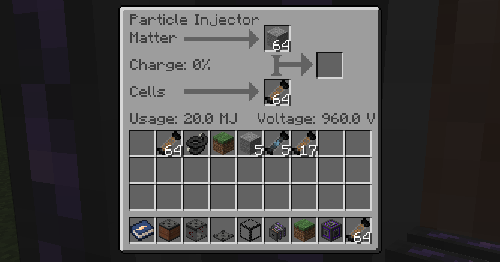 Particle Injector
Matter
64
Charge: 0%
Cells
64
Usage: 20.0 MJ Voltage: 960.0 V
64 5 5 17
64